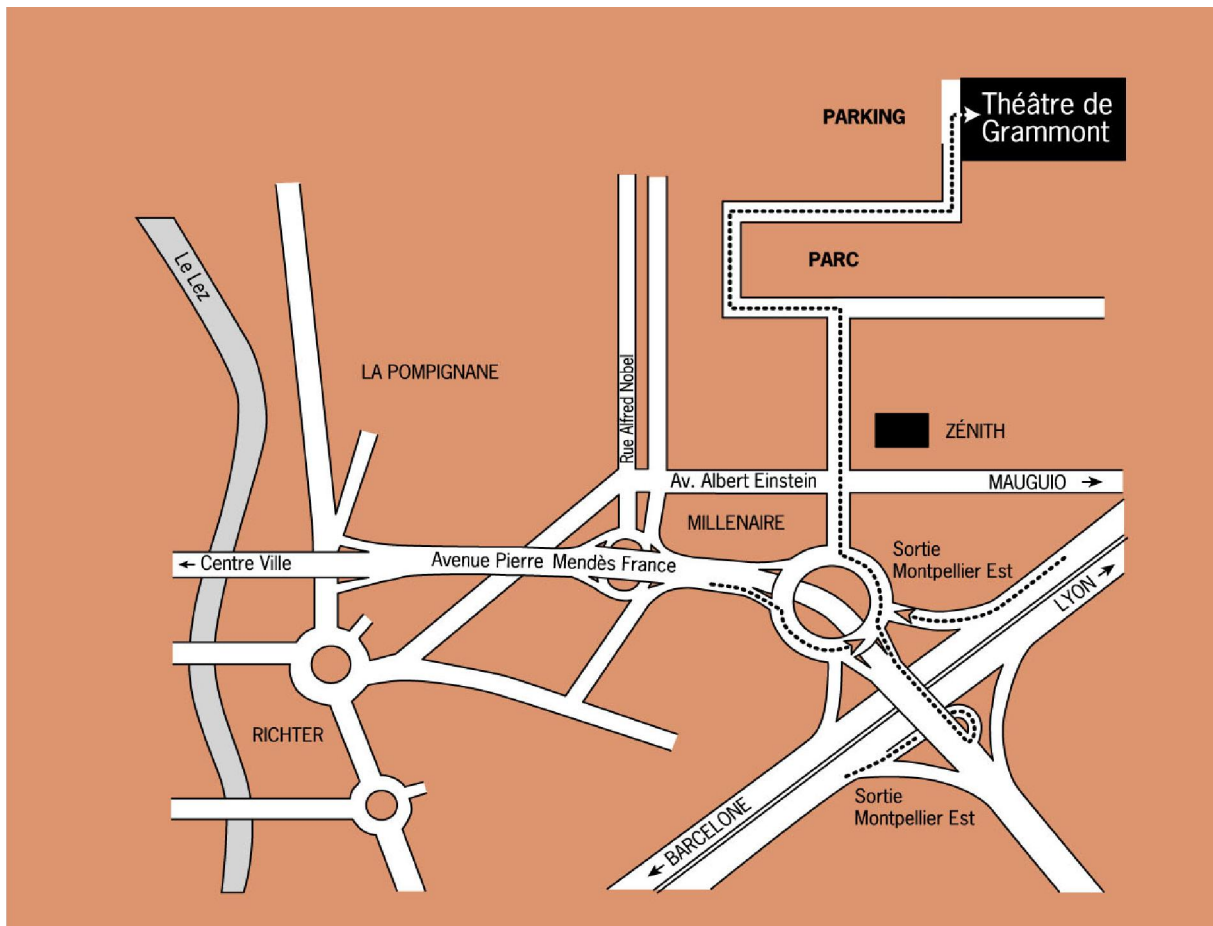 PARKING
Théâtre de
Grammont
PARC
Le Lez
LA POMPIGNANE
Rue Alfred Nobel
ZÉNITH
Av. Albert Einstein
MAUGUIO
MILLENAIRE
Sortie
Montpellier Est
Centre Ville
Avenue Pierre Mendès France
LYON
RICHTER
Sortie
Montpellier Est
BARCELONE